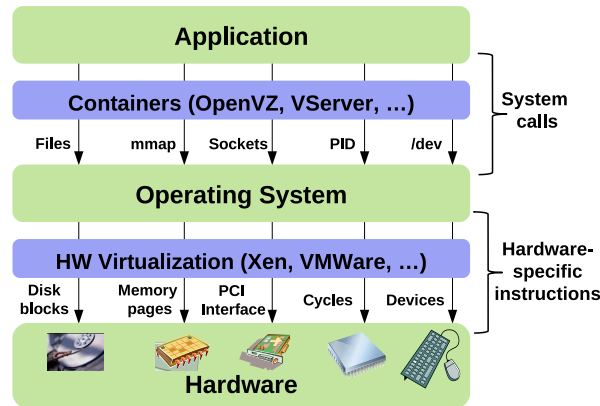 Application
Containers (OpenVZ, VServer, …)
System
calls
Files mmap Sockets PID /dev
Operating System
HW Virtualization (Xen, VMWare, …)
Hardware-
specific
instructions
Disk
blocks
Memory
pages
PCI
Interface
Cycles
Devices
Hardware